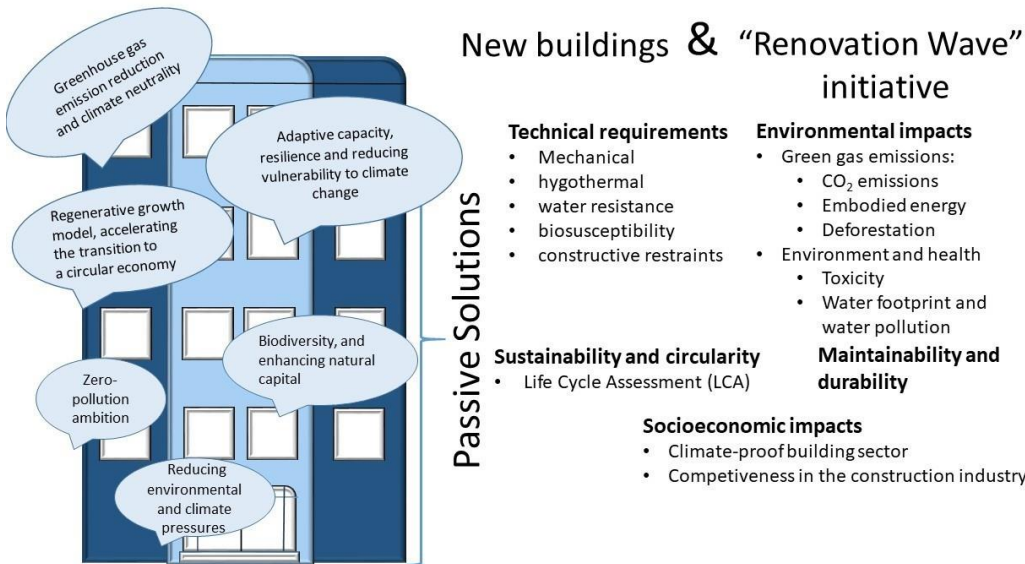 Greenhouse gas
emission reduction
and climate neutrality
Adaptive capacity,
resilience and reducing
vulnerability to climate
change
Regenerative growth
model, accelerating
the transition to
a circular economy
Biodiversity, and
enhancing natural
capital
Zero-
pollution
ambition
Reducing
environmental
and climate
pressures
Passive Solutions
New buildings & “Renovation Wave”
initiative
Technical requirements
• Mechanical
• hygothermal
• water resistance
• biosusceptibility
• constructive restraints
Environmental impacts
• Green gas emissions:
• CO₂ emissions
• Embodied energy
• Deforestation
• Environment and health
• Toxicity
• Water footprint and
water pollution
Sustainability and circularity
• Life Cycle Assessment (LCA)
Maintainability and
durability
Socioeconomic impacts
• Climate-proof building sector
• Competiveness in the construction industry